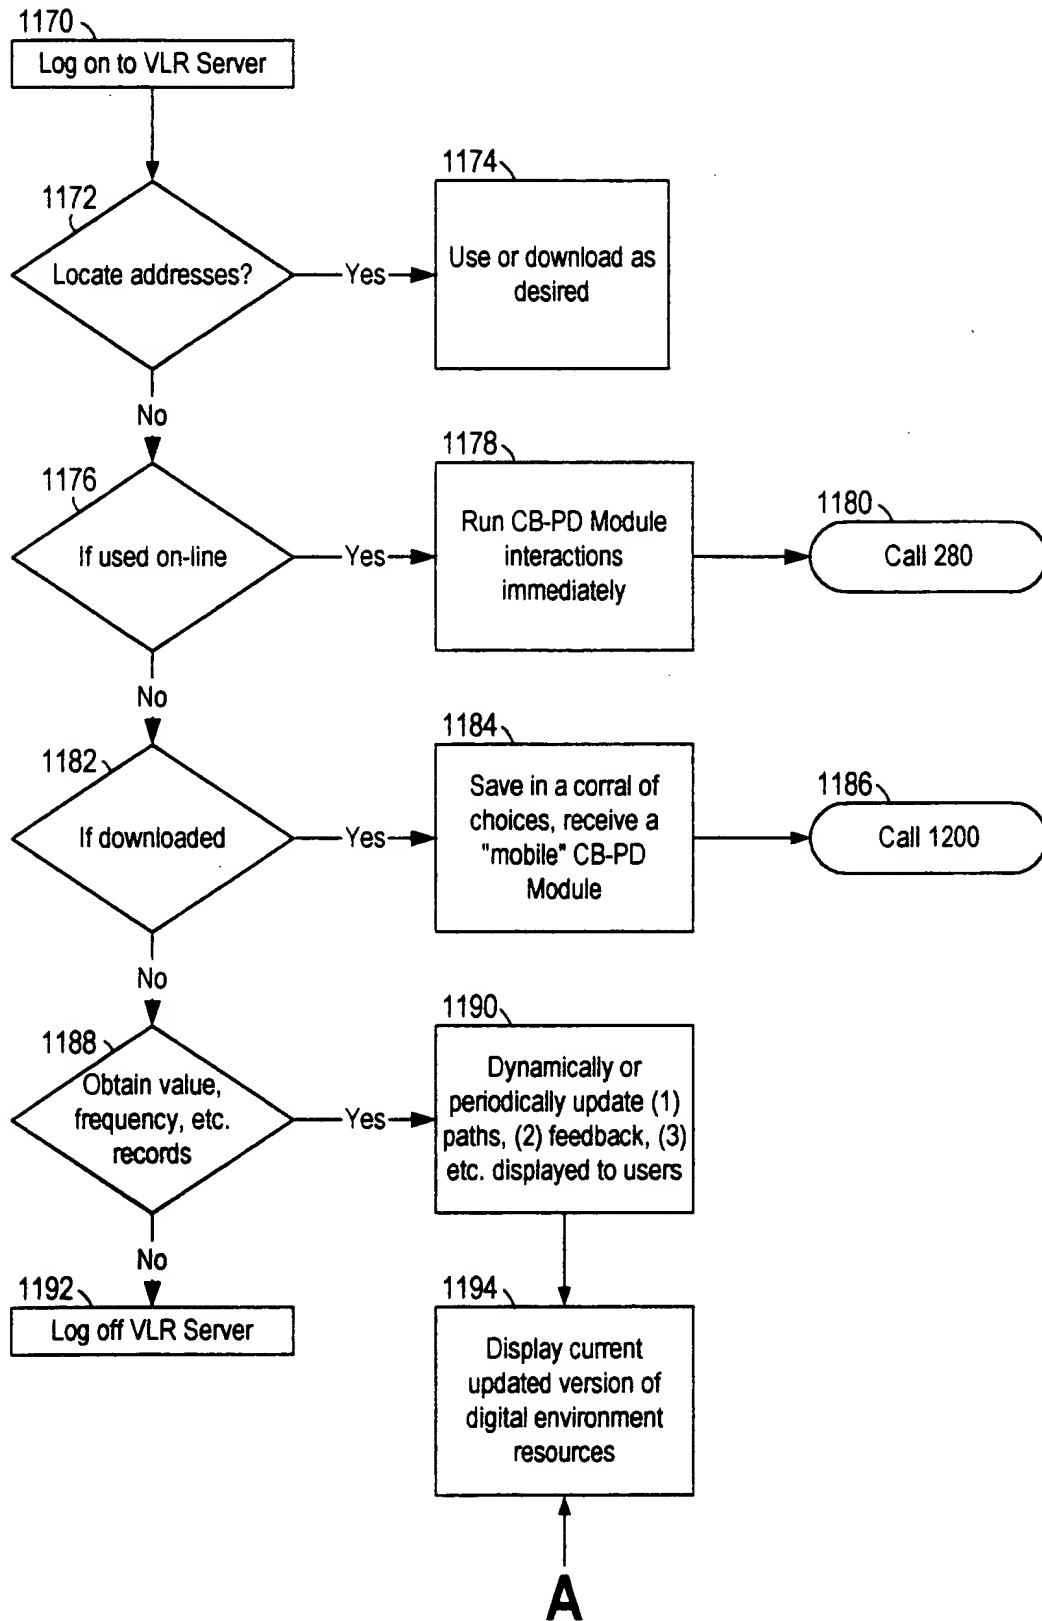 1170
Log on to VLR Server
1172
Locate addresses?
Yes
1174
Use or download as
desired
No
1176
If used on-line
Yes
1178
Run CB-PD Module
interactions
immediately
1180
Call 280
No
1182
If downloaded
Yes
1184
Save in a corral of
choices, receive a
"mobile" CB-PD
Module
1186
Call 1200
No
1188
Obtain value,
frequency, etc.
records
Yes
1190
Dynamically or
periodically update (1)
paths, (2) feedback, (3)
etc. displayed to users
No
1192
Log off VLR Server
1194
Display current
updated version of
digital environment
resources
A